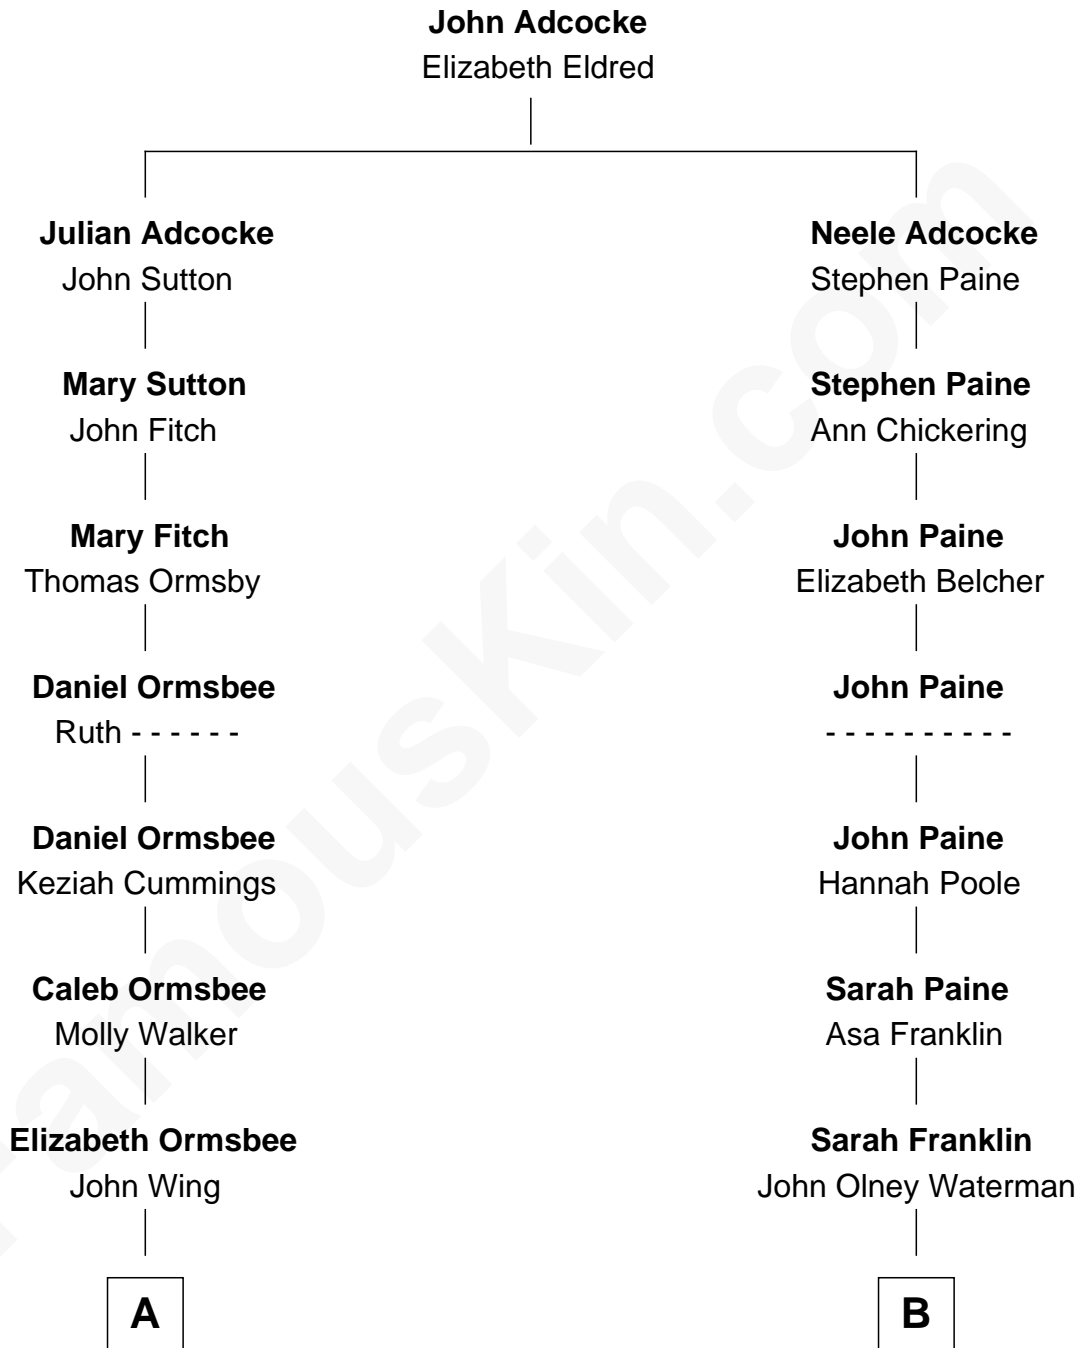 John Adcocke
Elizabeth Eldred
Julian Adcocke
John Sutton
Mary Sutton
John Fitch
Mary Fitch
Thomas Ormsby
Daniel Ormsbee
Ruth - - - - - -
Daniel Ormsbee
Keziah Cummings
Caleb Ormsbee
Molly Walker
Elizabeth Ormsbee
John Wing
A
Neele Adcocke
Stephen Paine
Stephen Paine
Ann Chickering
John Paine
Elizabeth Belcher
John Paine
- - - - - - - - - -
John Paine
Hannah Poole
Sarah Paine
Asa Franklin
Sarah Franklin
John Olney Waterman
B
FamousKin.com